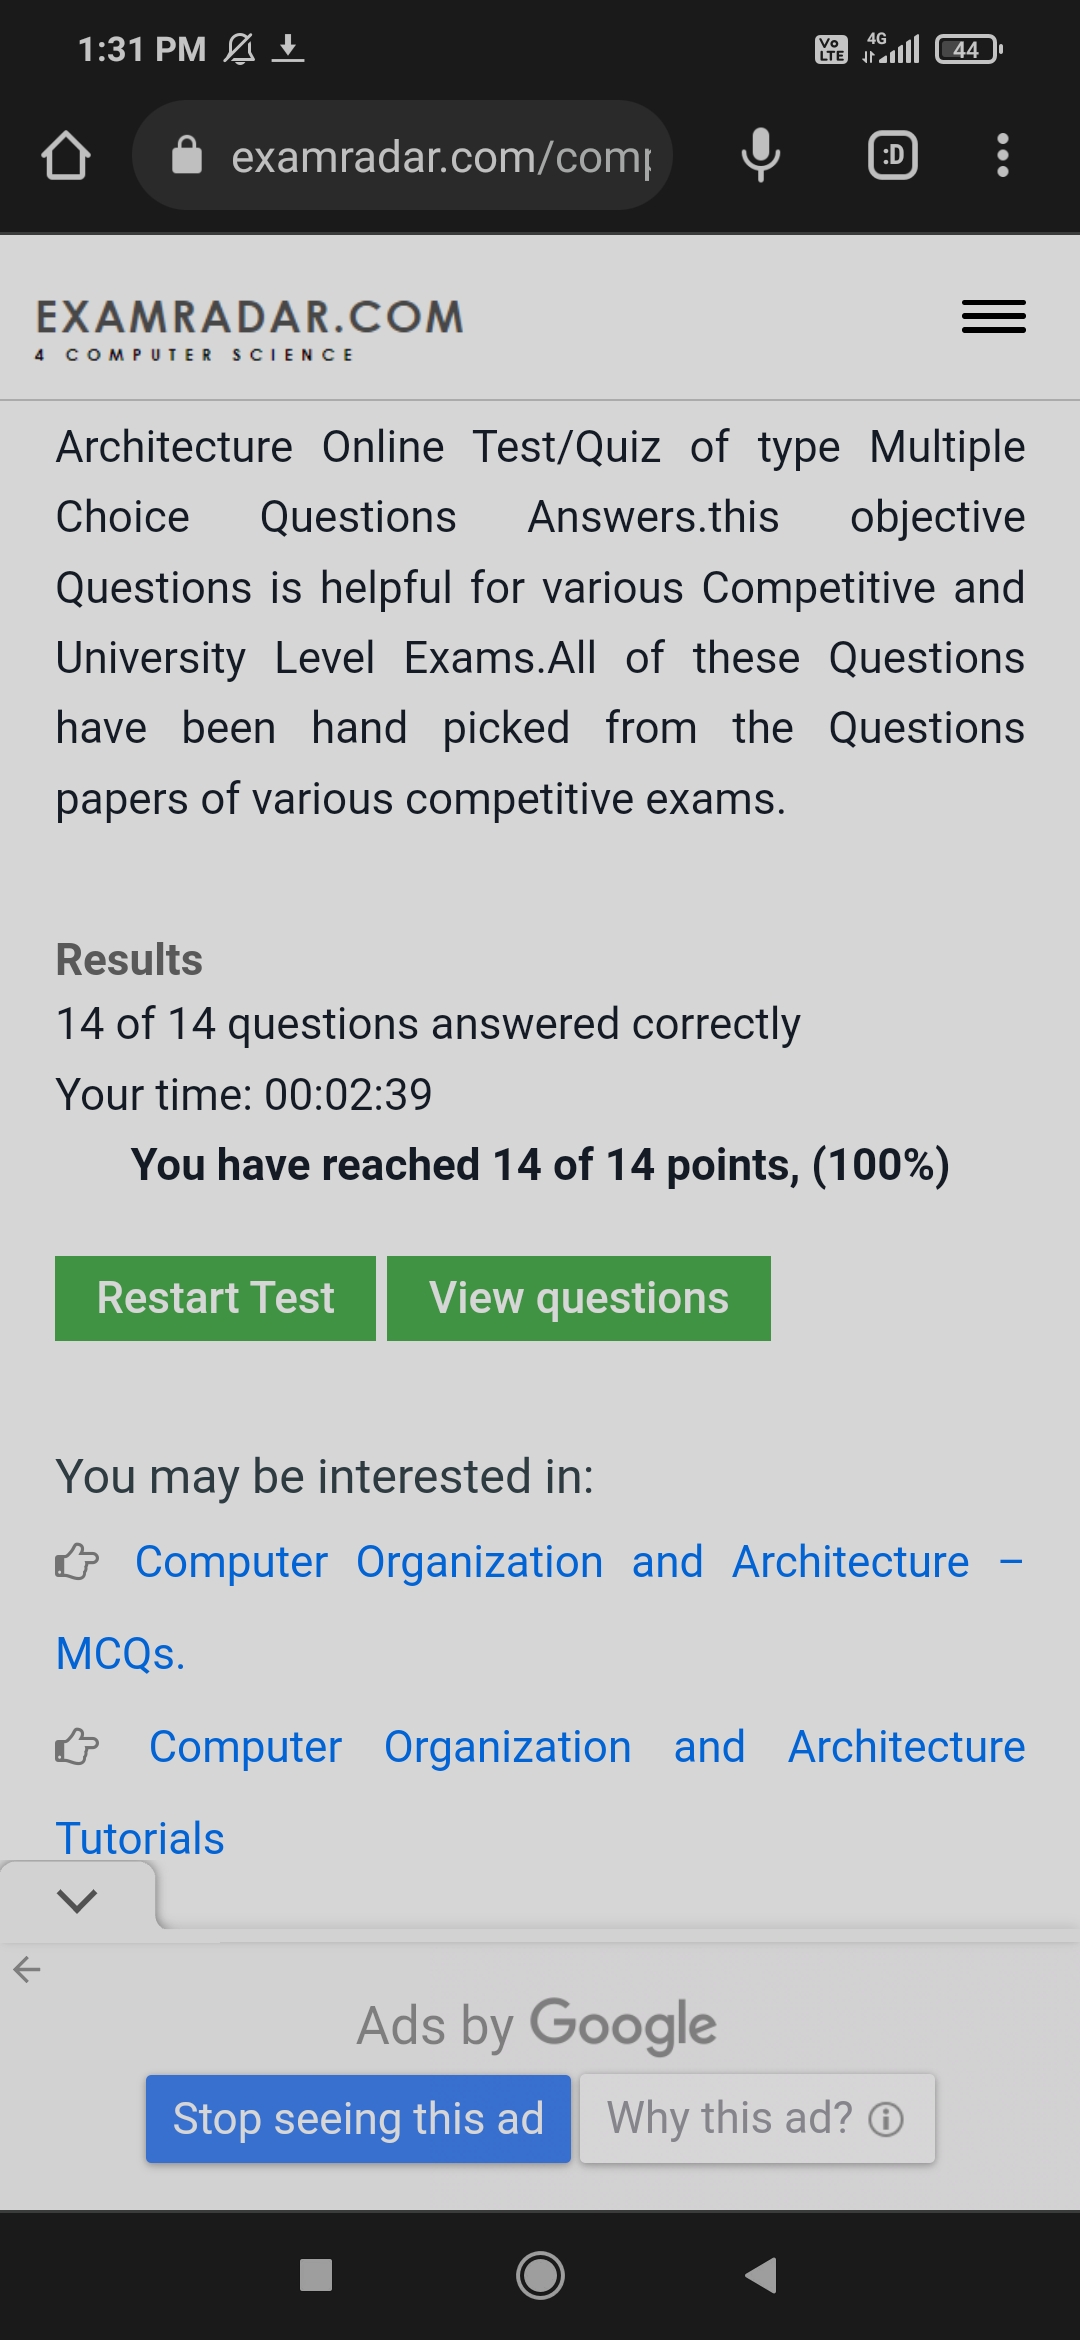 1:31 PM
Vo LTE 4G 44
examradar.com/comp
:D
EXAMRADAR.COM
4 COMPUTER SCIENCE
Architecture Online Test/Quiz of type Multiple
Choice Questions Answers.this objective
Questions is helpful for various Competitive and
University Level Exams.All of these Questions
have been hand picked from the Questions
papers of various competitive exams.
Results
14 of 14 questions answered correctly
Your time: 00:02:39
You have reached 14 of 14 points, (100%)
Restart Test View questions
You may be interested in:
Computer Organization and Architecture –
MCQs.
Computer Organization and Architecture
Tutorials
Ads by Google
Stop seeing this ad Why this ad?